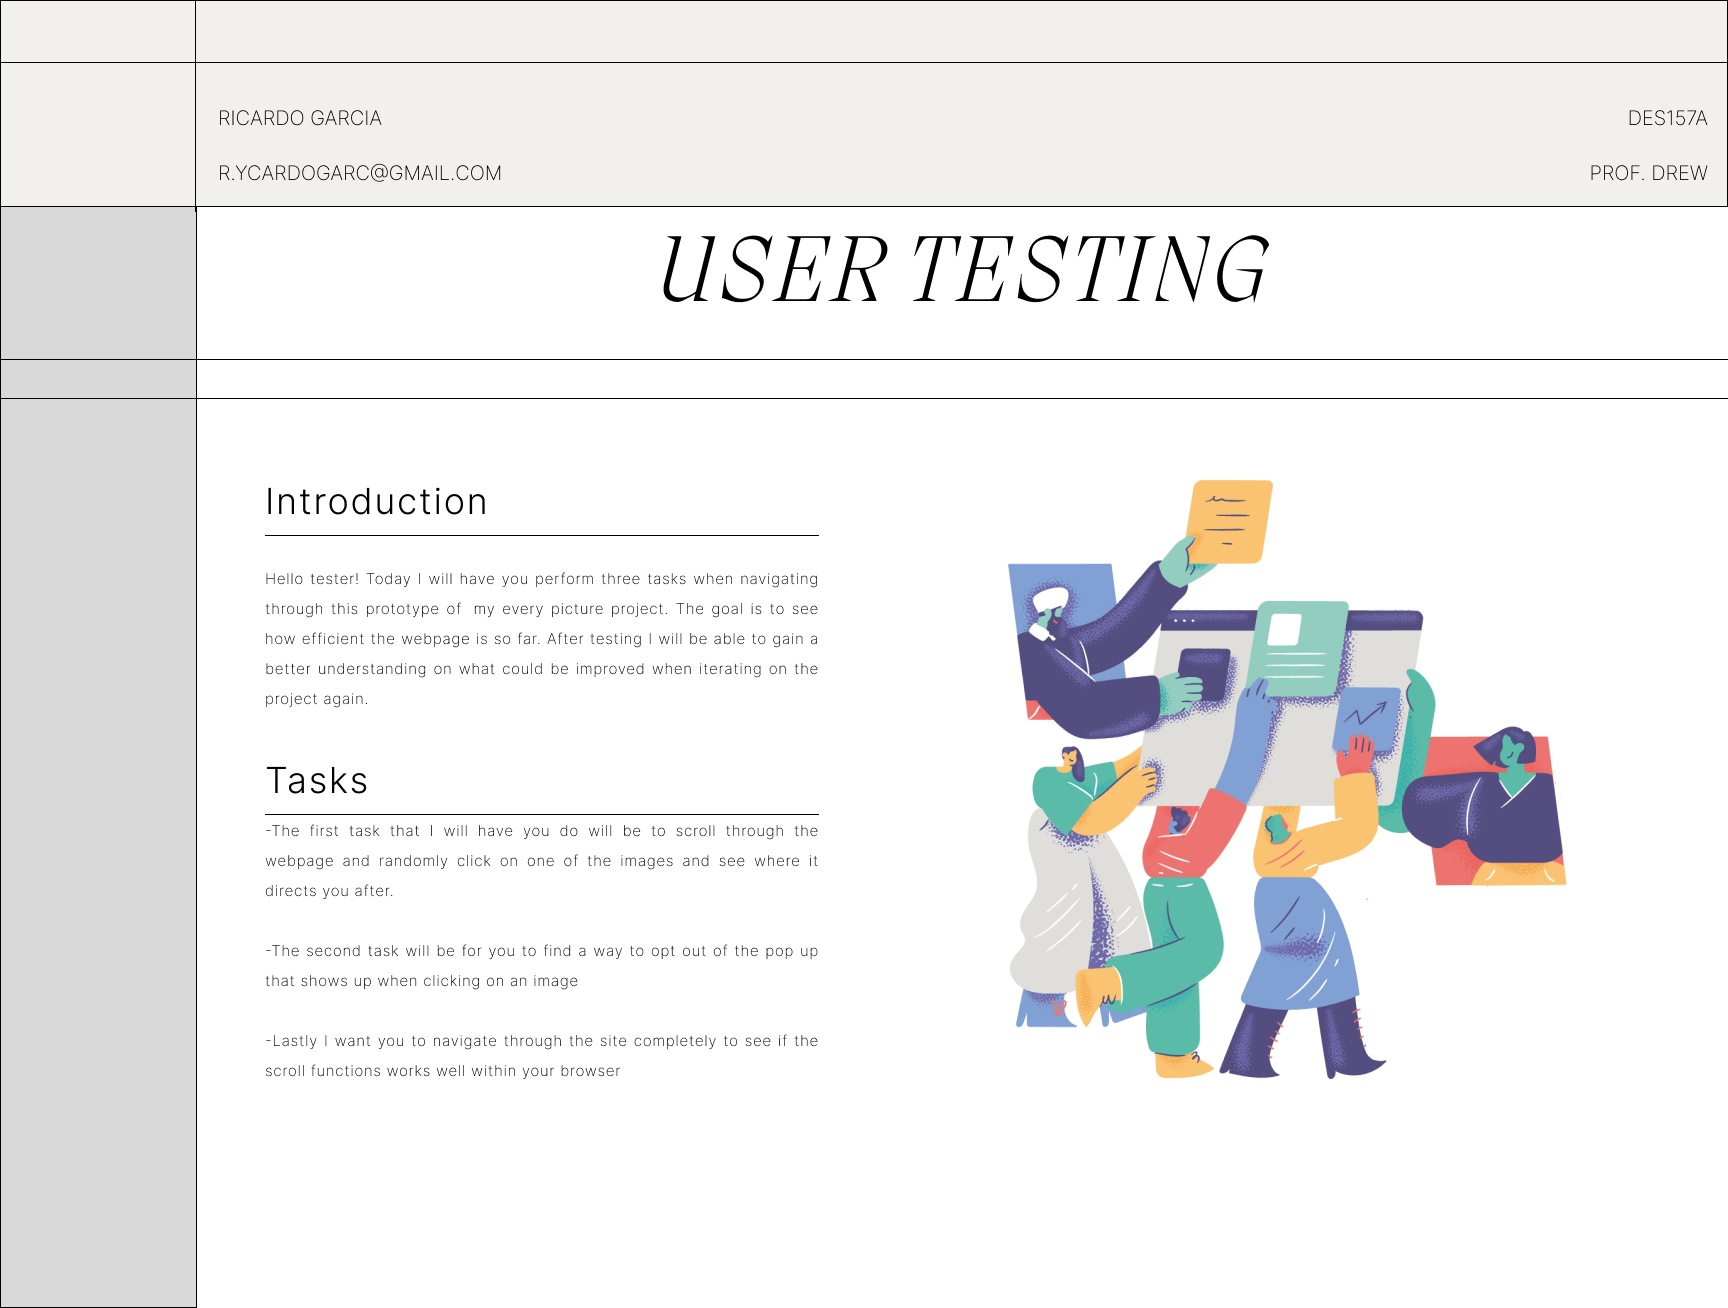 RICARDO GARCIA
DES157A
R.YCARDOGARC@GMAIL.COM
PROF. DREW
USER TESTING
Introduction
Hello tester! Today I will have you perform three tasks when navigating
through this prototype of  my every picture project. The goal is to see
how efficient the webpage is so far. After testing I will be able to gain a
better understanding on what could be improved when iterating on the
project again.
Tasks
-The first task that I will have you do will be to scroll through the
webpage and randomly click on one of the images and see where it
directs you after.
-The second task will be for you to find a way to opt out of the pop up
that shows up when clicking on an image
-Lastly I want you to navigate through the site completely to see if the
scroll functions works well within your browser